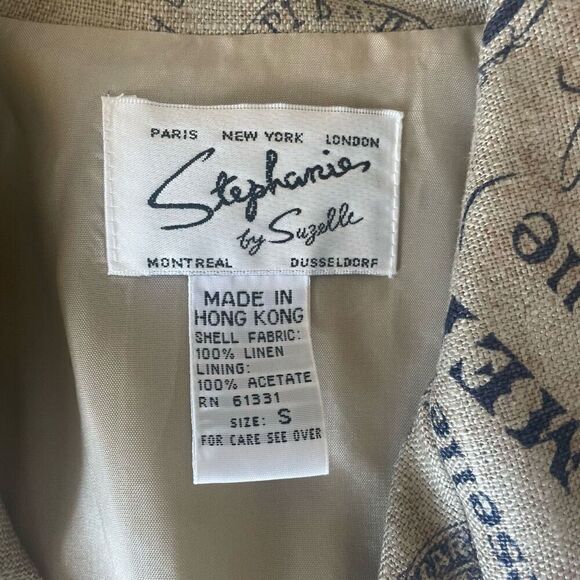 PARIS NEW YORK LONDON
Stephanie
by Suzelle
MONTREAL DUSSELDORF
MADE IN
HONG KONG
SHELL FABRIC:
100% LINEN
LINING:
100% ACETATE
RN 61331
SIZE: S
FOR CARE SEE OVER